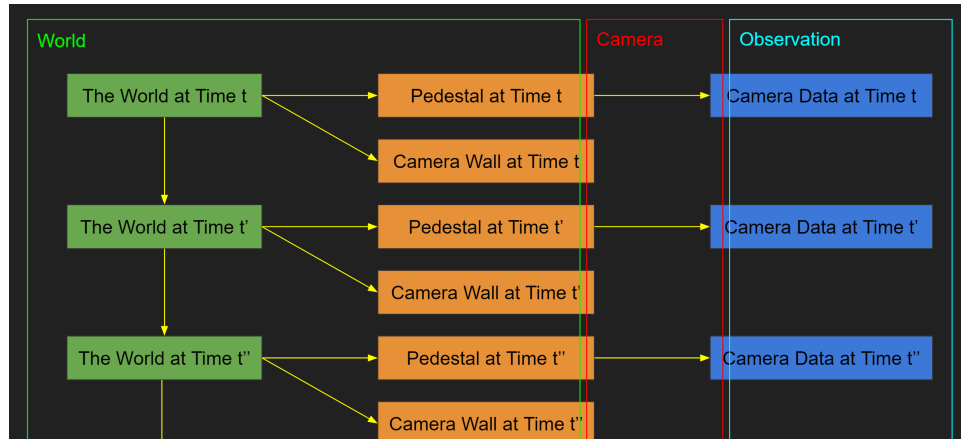 World
Camera
Observation
The World at Time t
Pedestal at Time t
Camera Data at Time t
Camera Wall at Time t
The World at Time t’
Pedestal at Time t’
Camera Data at Time t’
Camera Wall at Time t’
The World at Time t’’
Pedestal at Time t’’
Camera Data at Time t’’
Camera Wall at Time t’’